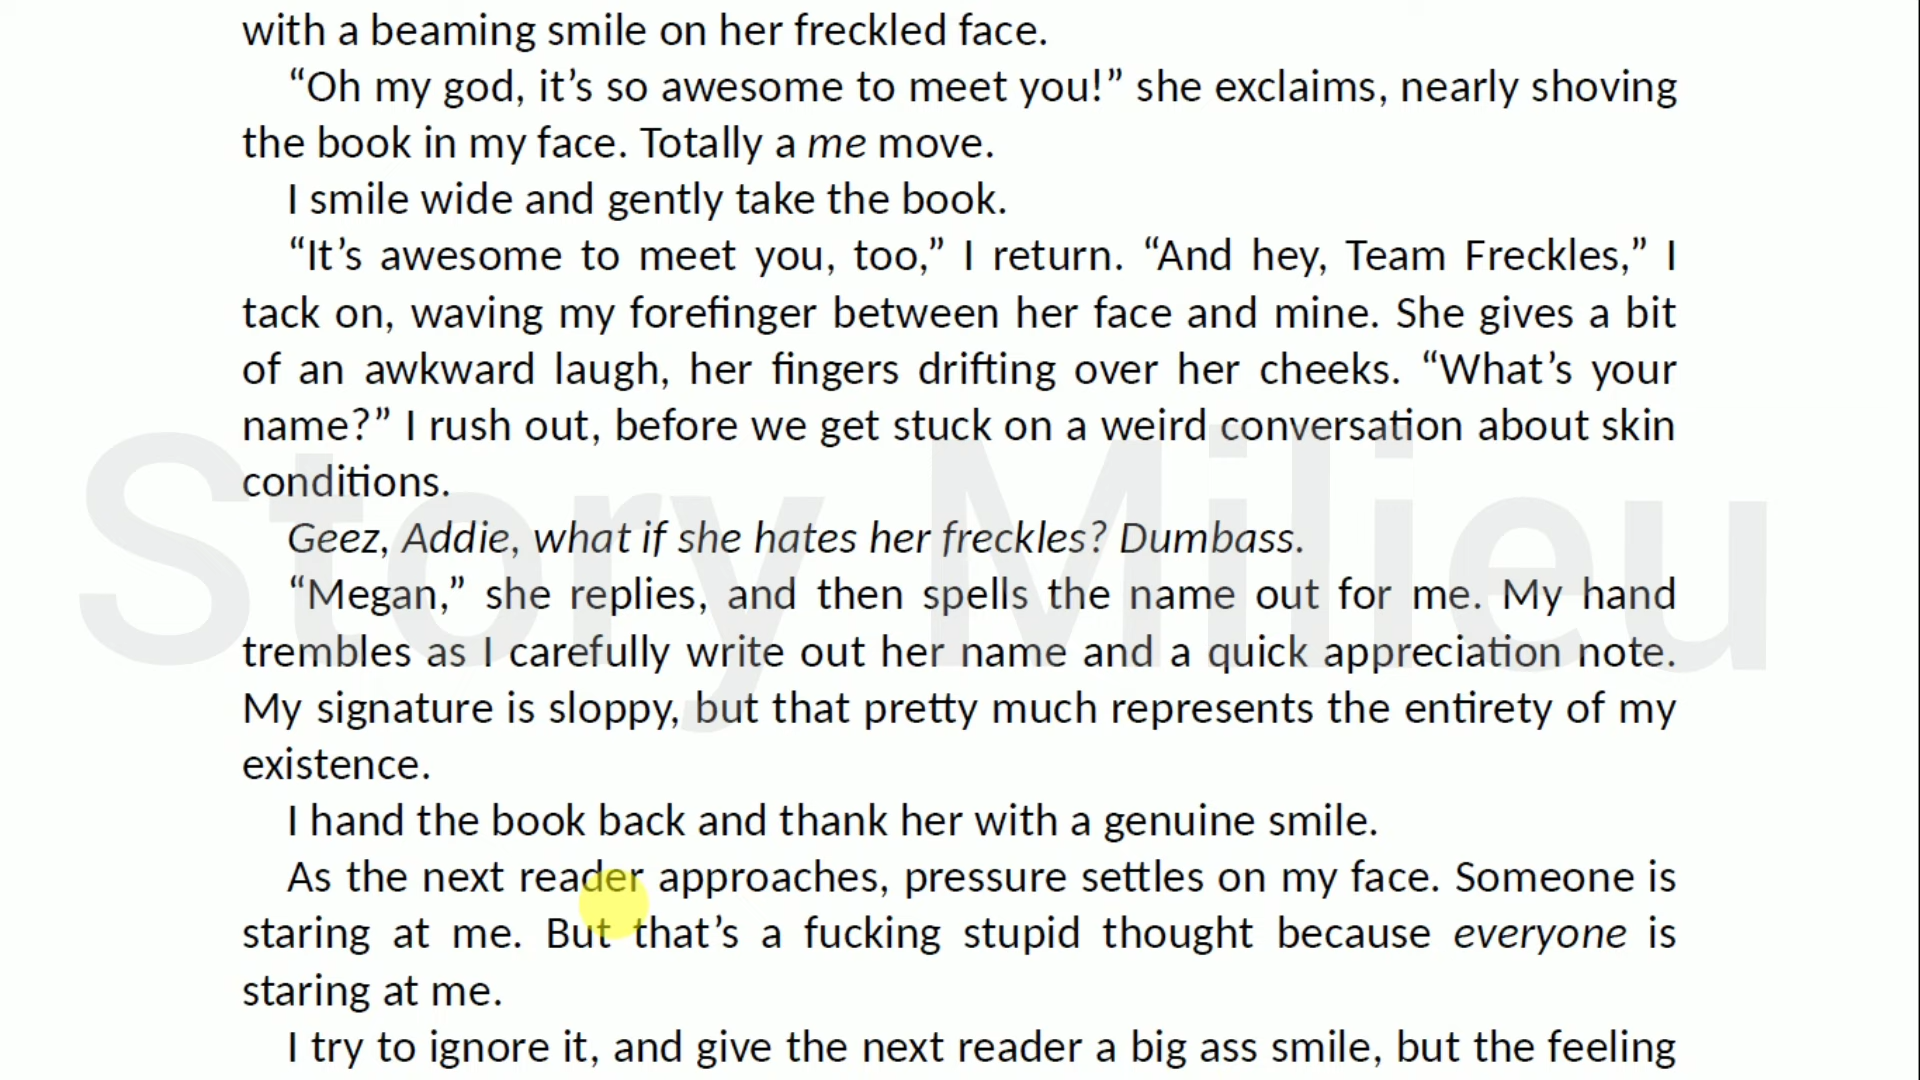 with a beaming smile on her freckled face.
“Oh my god, it’s so awesome to meet you!” she exclaims, nearly shoving
the book in my face. Totally a me move.
I smile wide and gently take the book.
“It’s awesome to meet you, too,” I return. “And hey, Team Freckles,” I
tack on, waving my forefinger between her face and mine. She gives a bit
of an awkward laugh, her fingers drifting over her cheeks. “What’s your
name?” I rush out, before we get stuck on a weird conversation about skin
conditions.
Geez, Addie, what if she hates her freckles? Dumbass.
“Megan,” she replies, and then spells the name out for me. My hand
trembles as I carefully write out her name and a quick appreciation note.
My signature is sloppy, but that pretty much represents the entirety of my
existence.
I hand the book back and thank her with a genuine smile.
As the next reader approaches, pressure settles on my face. Someone is
staring at me. But that’s a fucking stupid thought because everyone is
staring at me.
I try to ignore it, and give the next reader a big ass smile, but the feeling
Story Milieu